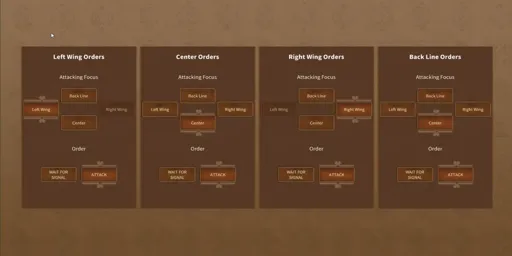 Left Wing Orders
Attacking Focus
Back Line
Left Wing
Right Wing
Center
Order
WAIT FOR
SIGNAL
ATTACK
Center Orders
Attacking Focus
Back Line
Left Wing
Right Wing
Center
Order
WAIT FOR
SIGNAL
ATTACK
Right Wing Orders
Attacking Focus
Back Line
Left Wing
Right Wing
Center
Order
WAIT FOR
SIGNAL
ATTACK
Back Line Orders
Attacking Focus
Back Line
Left Wing
Right Wing
Center
Order
WAIT FOR
SIGNAL
ATTACK